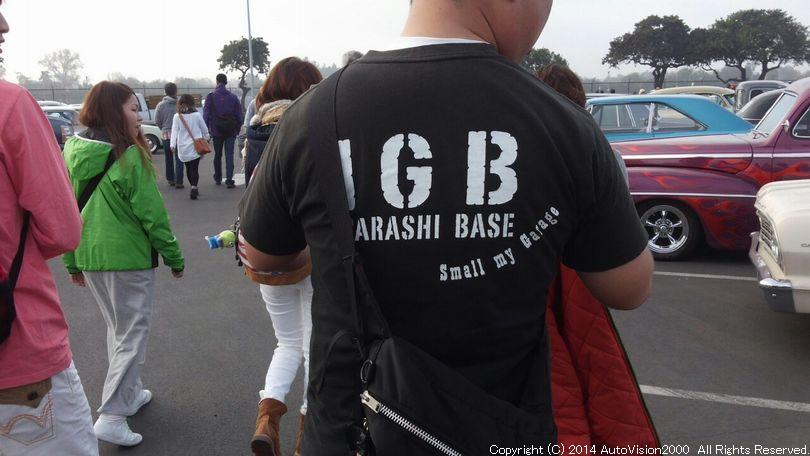 IGB
ARASHI BASE
Small my Garage
Copyright (C) 2014 AutoVision2000 All Rights Reserved.